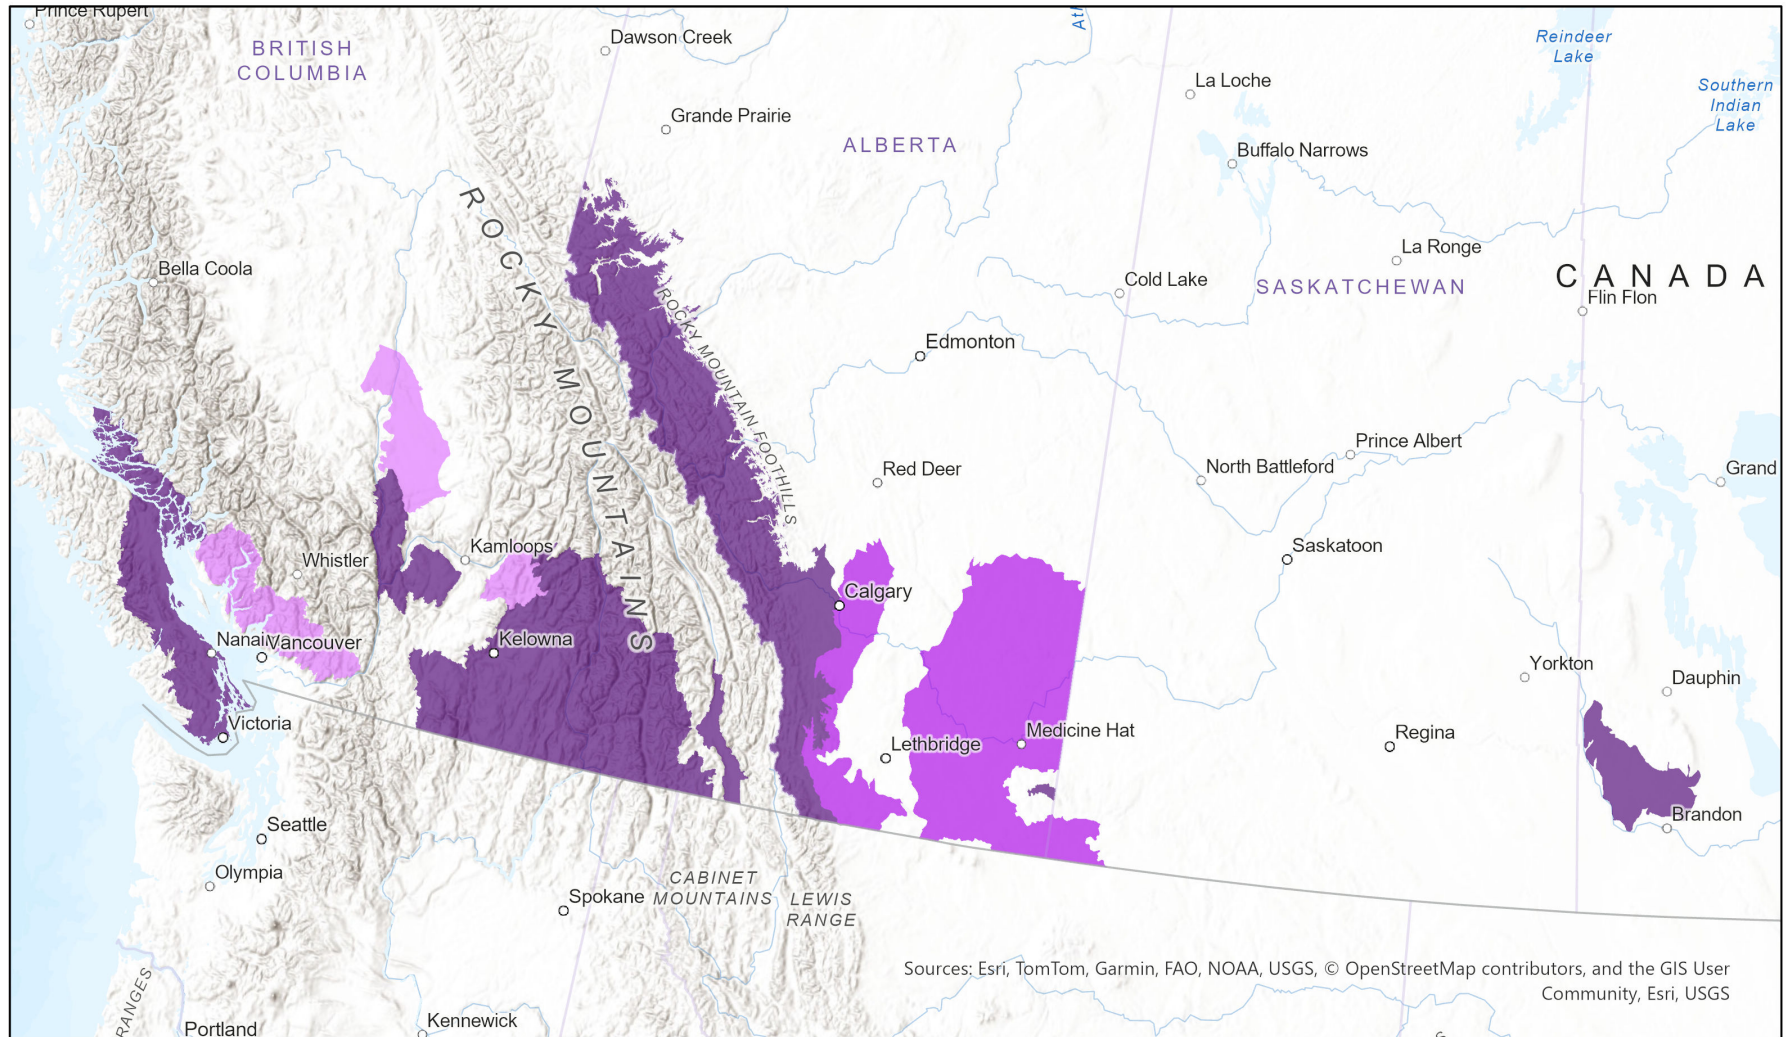 Prince Rupert
BRITISH
COLUMBIA
Dawson Creek
Grande Prairie
ALBERTA
La Loche
Buffalo Narrows
Reindeer
Lake
Southern
Indian
Lake
ROCKY MOUNTAINS
Bella Coola
La Ronge
CANADA
Cold Lake
SASKATCHEWAN
Flin Flon
ROCKY MOUNTAIN FOOTHILLS
Edmonton
Prince Albert
Red Deer
North Battleford
Grand
Whistler
Kamloops
Saskatoon
Calgary
Vancouver
Kelowna
Yorkton
Dauphin
Victoria
Lethbridge
Medicine Hat
Regina
Brandon
Seattle
Olympia
CABINET
MOUNTAINS
Spokane
LEWIS
RANGE
RANGES
Portland
Kennewick
Sources: Esri, TomTom, Garmin, FAO, NOAA, USGS, © OpenStreetMap contributors, and the GIS User
Community, Esri, USGS